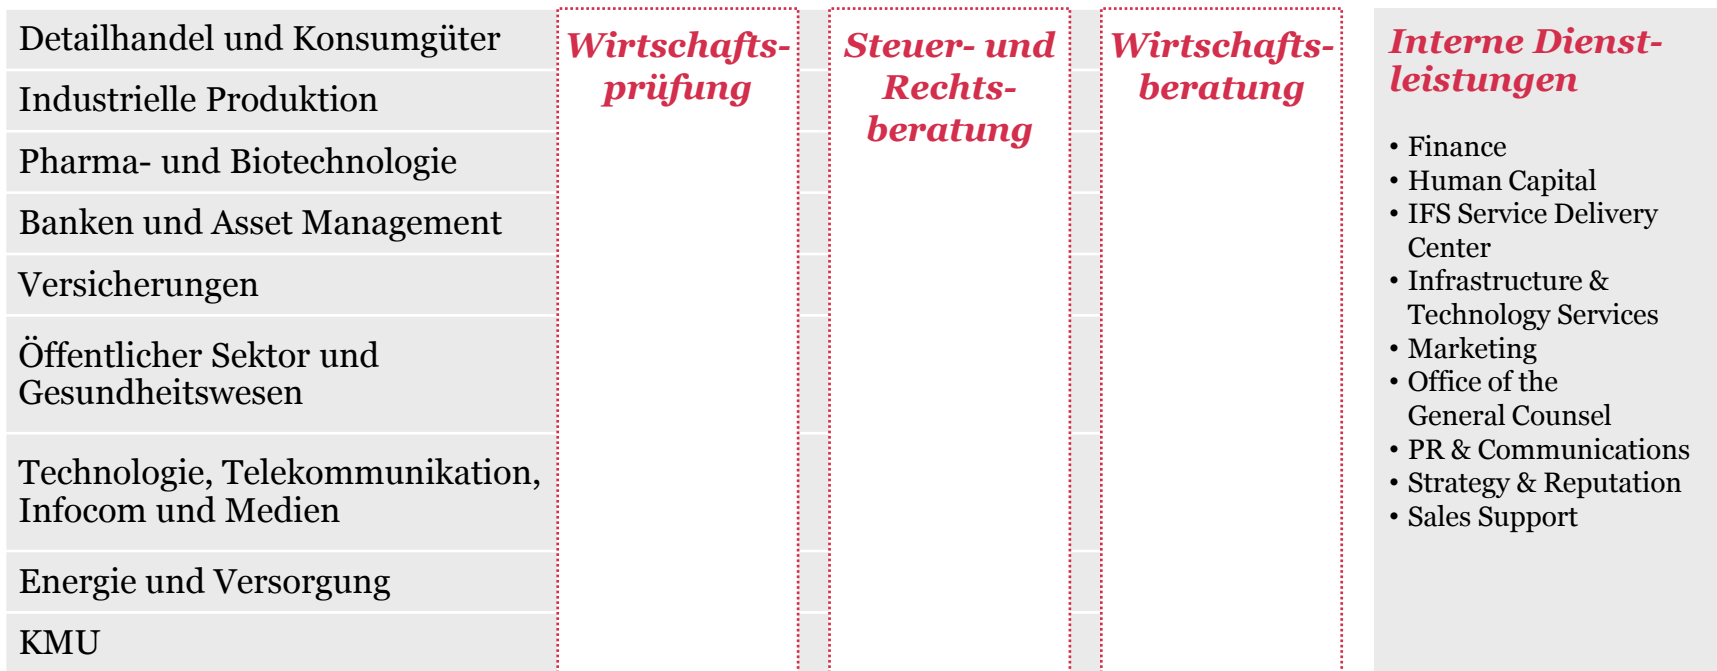 Detailhandel und Konsumgüter
Industrielle Produktion
Pharma- und Biotechnologie
Banken und Asset Management
Versicherungen
Öffentlicher Sektor und
Gesundheitswesen
Technologie, Telekommunikation,
Infocom und Medien
Energie und Versorgung
KMU
Wirtschafts-
prüfung
Steuer- und
Rechts-
beratung
Wirtschafts-
beratung
Interne Dienst-
leistungen
• Finance
• Human Capital
• IFS Service Delivery
Center
• Infrastructure &
Technology Services
• Marketing
• Office of the
General Counsel
• PR & Communications
• Strategy & Reputation
• Sales Support